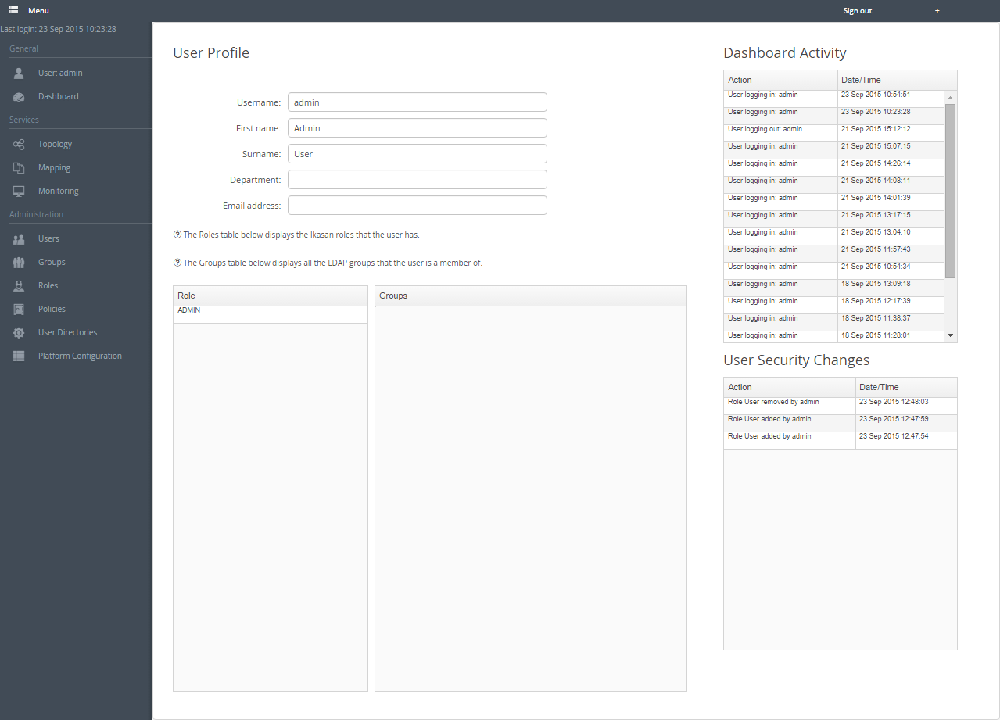 Menu
Sign out
+
Last login: 23 Sep 2015 10:23:28
General
User: admin
Dashboard
Services
Topology
Mapping
Monitoring
Administration
Users
Groups
Roles
Policies
User Directories
Platform Configuration
User Profile
Username: admin
First name: Admin
Surname: User
Department:
Email address:
The Roles table below displays the Ikasan roles that the user has.
The Groups table below displays all the LDAP groups that the user is a member of.
Role
ADMIN
Groups
Dashboard Activity
Action Date/Time
User logging in: admin 23 Sep 2015 10:54:51
User logging in: admin 23 Sep 2015 10:23:28
User logging out: admin 21 Sep 2015 15:12:12
User logging in: admin 21 Sep 2015 15:07:15
User logging in: admin 21 Sep 2015 14:26:14
User logging in: admin 21 Sep 2015 14:08:11
User logging in: admin 21 Sep 2015 14:01:39
User logging in: admin 21 Sep 2015 13:17:15
User logging in: admin 21 Sep 2015 13:04:10
User logging in: admin 21 Sep 2015 11:57:43
User logging in: admin 21 Sep 2015 10:54:34
User logging in: admin 18 Sep 2015 13:09:18
User logging in: admin 18 Sep 2015 12:17:39
User logging in: admin 18 Sep 2015 11:38:37
User logging in: admin 18 Sep 2015 11:28:01
User Security Changes
Action Date/Time
Role User removed by admin 23 Sep 2015 12:48:03
Role User added by admin 23 Sep 2015 12:47:59
Role User added by admin 23 Sep 2015 12:47:54